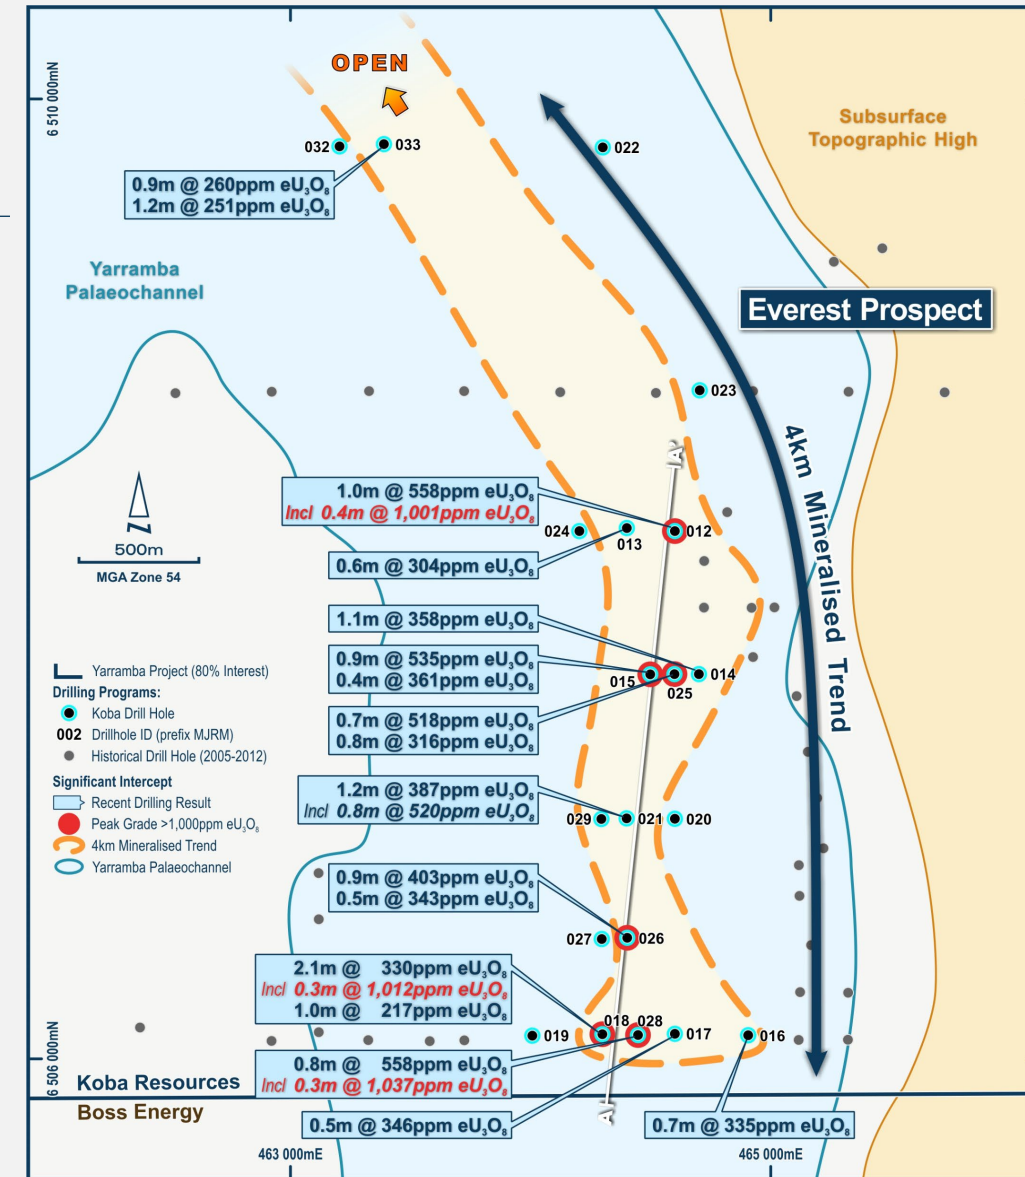 6 510 000mN
OPEN
Subsurface
Topographic High
032
033
022
0.9m @ 260ppm eU₃O₈
1.2m @ 251ppm eU₃O₈
Yarramba
Palaeochannel
Everest Prospect
023
4km Mineralised Trend
A'
1.0m @ 558ppm eU₃O₈
Incl 0.4m @ 1,001ppm eU₃O₈
024
013
012
N
500m
MGA Zone 54
0.6m @ 304ppm eU₃O₈
1.1m @ 358ppm eU₃O₈
0.9m @ 535ppm eU₃O₈
0.4m @ 361ppm eU₃O₈
015
025
014
0.7m @ 518ppm eU₃O₈
0.8m @ 316ppm eU₃O₈
Yarramba Project (80% Interest)
Drilling Programs:
Koba Drill Hole
002 Drillhole ID (prefix MJRM)
Historical Drill Hole (2005-2012)
Significant Intercept
Recent Drilling Result
Peak Grade >1,000ppm eU₃O₈
4km Mineralised Trend
Yarramba Palaeochannel
1.2m @ 387ppm eU₃O₈
Incl 0.8m @ 520ppm eU₃O₈
029
021
020
0.9m @ 403ppm eU₃O₈
0.5m @ 343ppm eU₃O₈
027
026
2.1m @ 330ppm eU₃O₈
Incl 0.3m @ 1,012ppm eU₃O₈
1.0m @ 217ppm eU₃O₈
019
018
028
017
016
0.8m @ 558ppm eU₃O₈
Incl 0.3m @ 1,037ppm eU₃O₈
6 506 000mN
Koba Resources
Boss Energy
A
0.5m @ 346ppm eU₃O₈
0.7m @ 335ppm eU₃O₈
463 000mE
465 000mE